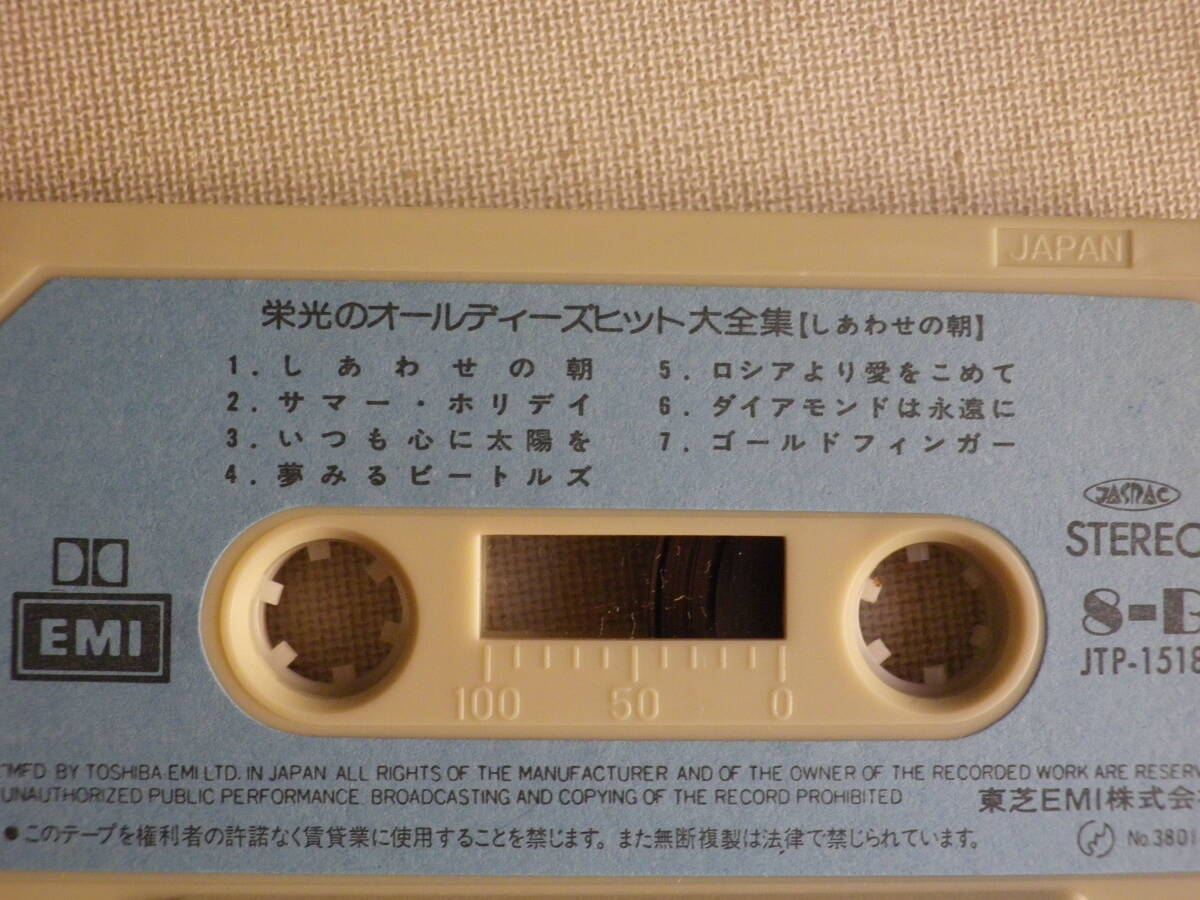 JAPAN
栄光のオールディーズヒット大全集【しあわせの朝】
1. しあわせの朝
2. サマー・ホリデイ
3. いつも心に太陽を
4. 夢みるビートルズ
5. ロシアより愛をこめて
6. ダイアモンドは永遠に
7. ゴールドフィンガー
JASRAC
STEREO
8-B
JTP-1518
EMI
100 50 0
MFD BY TOSHIBA EMI LTD. IN JAPAN ALL RIGHTS OF THE MANUFACTURER AND OF THE OWNER OF THE RECORDED WORK ARE RESERV
UNAUTHORIZED PUBLIC PERFORMANCE BROADCASTING AND COPYING OF THE RECORD PROHIBITED
東芝EMI株式会
●このテープを権利者の許諾なく賃貸業に使用することを禁じます。また無断複製は法律で禁じられています。
No.3801